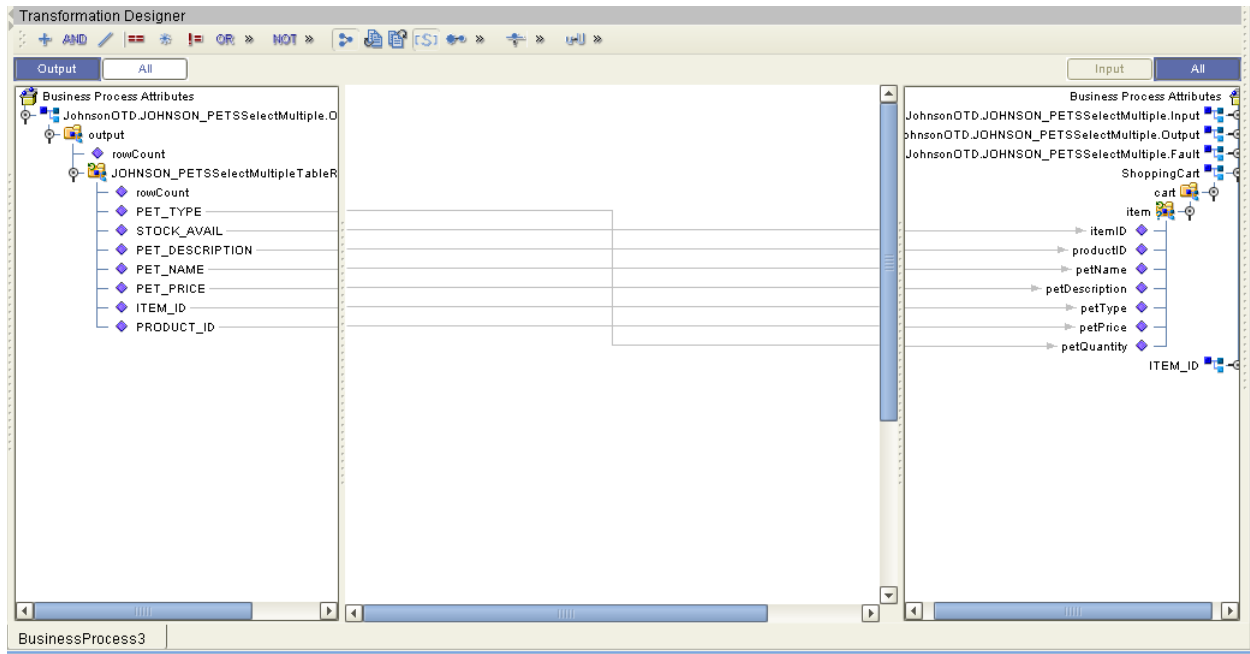 Transformation Designer
AND == != OR » NOT » [S] » » »
Output All Input All
Business Process Attributes
JohnsonOTD.JOHNSON_PETSSelectMultiple.O
output
rowCount
JOHNSON_PETSSelectMultipleTableR
rowCount
PET_TYPE
STOCK_AVAIL
PET_DESCRIPTION
PET_NAME
PET_PRICE
ITEM_ID
PRODUCT_ID
Business Process Attributes
JohnsonOTD.JOHNSON_PETSSelectMultiple.Input
ohnsonOTD.JOHNSON_PETSSelectMultiple.Output
JohnsonOTD.JOHNSON_PETSSelectMultiple.Fault
ShoppingCart
cart
item
itemID
productID
petName
petDescription
petType
petPrice
petQuantity
ITEM_ID
BusinessProcess3